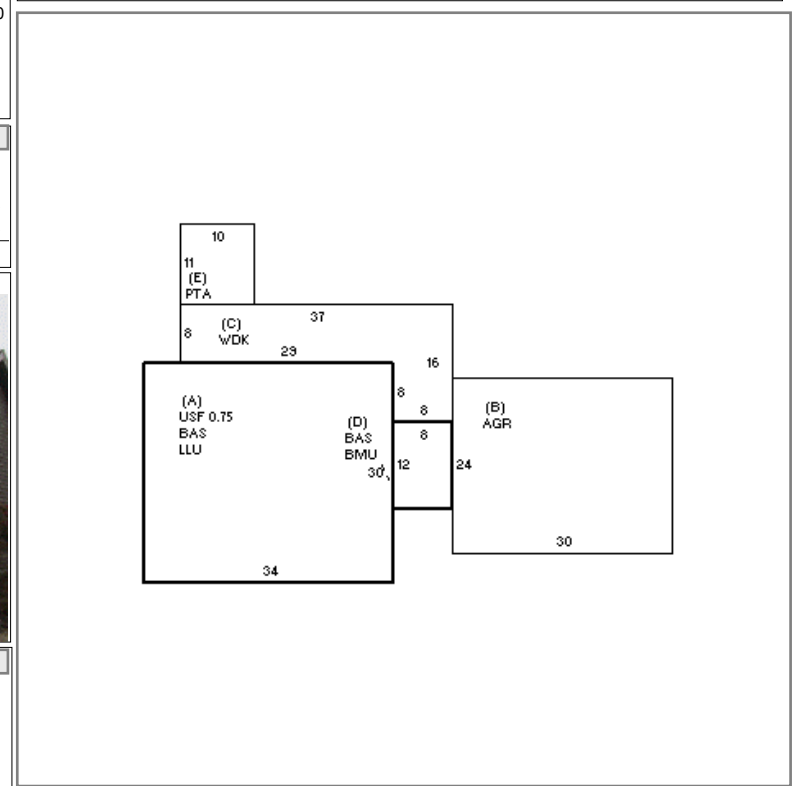 10
11
(E)
PTA
37
8
(C)
WDK
29
16
8
8
(A)
USF 0.75
BAS
LLU
(D)
BAS
BMU
30
8
12
(B)
AGR
24
30
34